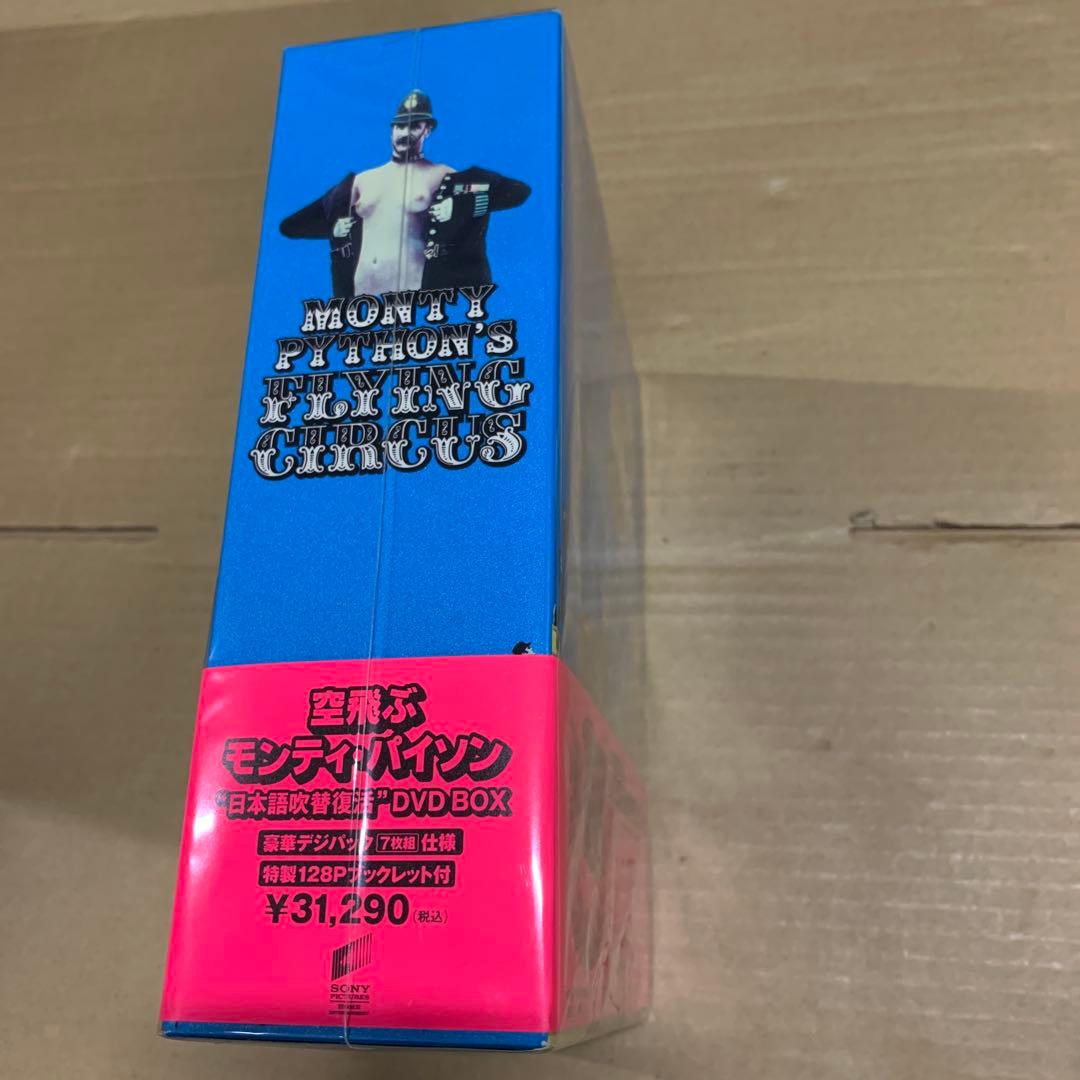 MONTY
PYTHON'S
FLYING
CIRCUS
空飛ぶ
モンティ・パイソン
“日本語吹替復活”DVD BOX
豪華デジパック 7枚組 仕様
特製128Pブックレット付
¥31,290(税込)
SONY
PICTURES
HOME
ENTERTAINMENT